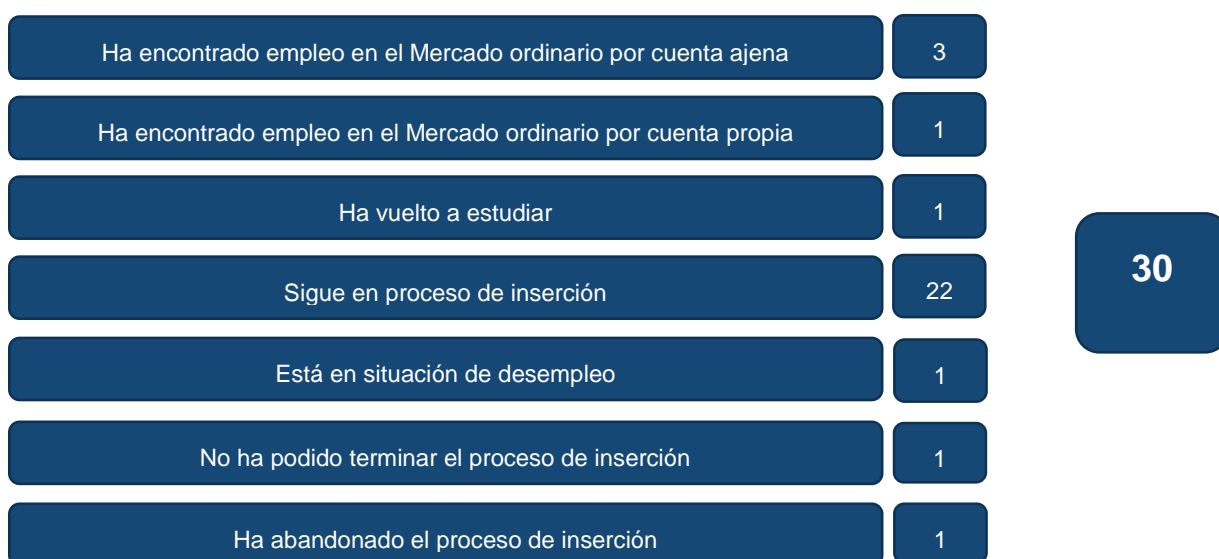 Ha encontrado empleo en el Mercado ordinario por cuenta ajena 3
Ha encontrado empleo en el Mercado ordinario por cuenta propia 1
Ha vuelto a estudiar 1
Sigue en proceso de inserción 22
30
Está en situación de desempleo 1
No ha podido terminar el proceso de inserción 1
Ha abandonado el proceso de inserción 1